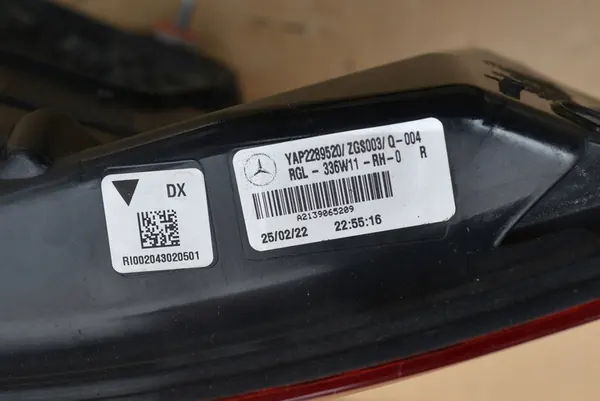 DX
RI002043020501
YAP2289520/ZGS003/Q-004
RGL-336W11-RH-0 R
A2139065209
25/02/22 22:55:16